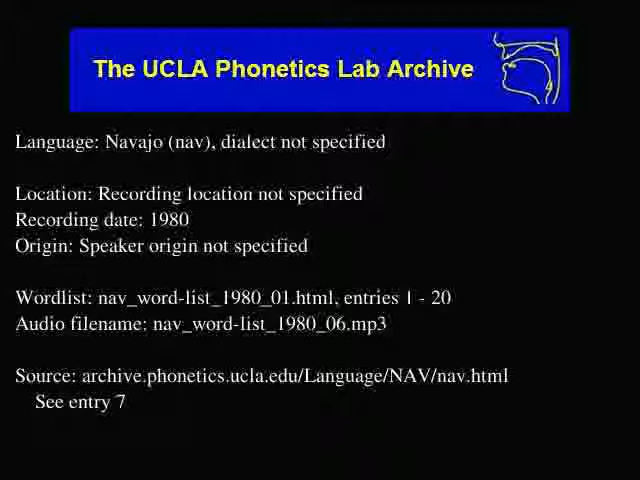 The UCLA Phonetics Lab Archive
Language: Navajo (nav), dialect not specified
Location: Recording location not specified
Recording date: 1980
Origin: Speaker origin not specified
Wordlist: nav_word-list_1980_01.html, entries 1 - 20
Audio filename: nav_word-list_1980_06.mp3
Source: archive.phonetics.ucla.edu/Language/NAV/nav.html
See entry 7